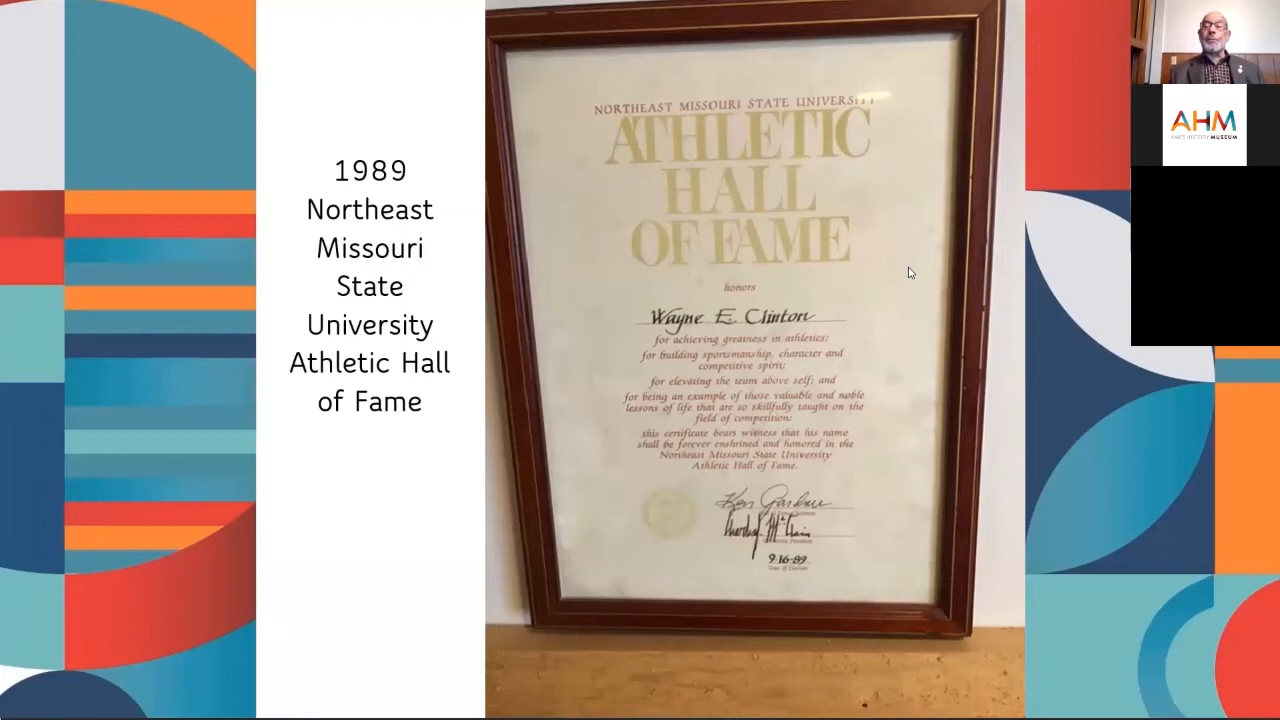 1989
Northeast
Missouri
State
University
Athletic Hall
of Fame
NORTHEAST MISSOURI STATE UNIVERSITY
ATHLETIC
HALL
OF FAME
honors
Wayne E. Clinton
for achieving greatness in athletics;
for building sportsmanship, character and
competitive spirit;
for elevating the team above self; and
for being an example of those valuable and noble
lessons of life that are so skillfully taught on the
field of competition;
this certificate bears witness that his name
shall be forever enshrined and honored in the
Northeast Missouri State University
Athletic Hall of Fame.
9-16-89
AHM
AMES HISTORY MUSEUM